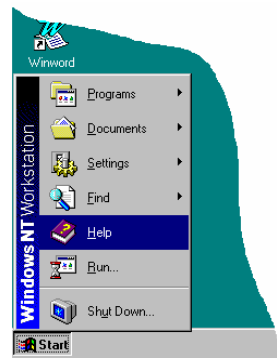 Winword
Programs
Documents
Settings
Find
Help
Run...
Shut Down...
Windows NT Workstation
Start